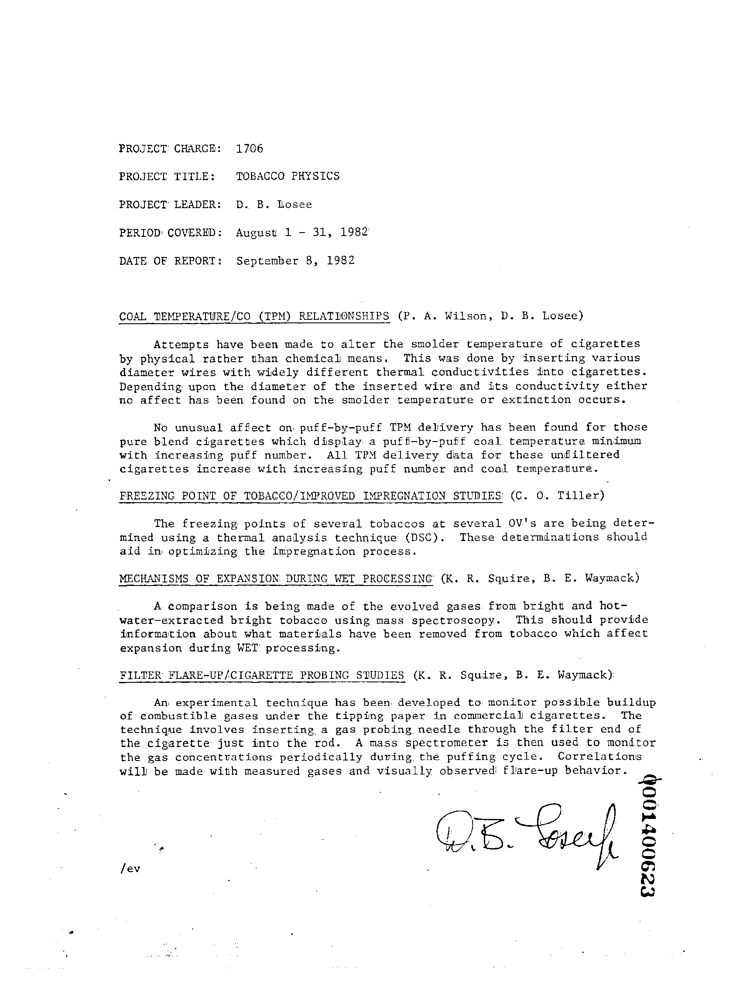 PROJECT CHARGE: 1706
PROJECT TITLE: TOBACCO PHYSICS
PROJECT LEADER: D. B. Losee
PERIOD COVERED: August 1 - 31, 1982
DATE OF REPORT: September 8, 1982
COAL TEMPERATURE/CO (TPM) RELATIONSHIPS (P. A. Wilson, D. B. Losee)
Attempts have been made to alter the smolder temperature of cigarettes
by physical rather than chemical means. This was done by inserting various
diameter wires with widely different thermal conductivities into cigarettes.
Depending upon the diameter of the inserted wire and its conductivity either
no affect has been found on the smolder temperature or extinction occurs.
No unusual affect on puff-by-puff TPM delivery has been found for those
pure blend cigarettes which display a puff-by-puff coal temperature minimum
with increasing puff number. All TPM delivery data for these unfiltered
cigarettes increase with increasing puff number and coal temperature.
FREEZING POINT OF TOBACCO/IMPROVED IMPREGNATION STUDIES (C. O. Tiller)
The freezing points of several tobaccos at several OV's are being deter-
mined using a thermal analysis technique (DSC). These determinations should
aid in optimizing the impregnation process.
MECHANISMS OF EXPANSION DURING WET PROCESSING (K. R. Squire, B. E. Waymack)
A comparison is being made of the evolved gases from bright and hot-
water-extracted bright tobacco using mass spectroscopy. This should provide
information about what materials have been removed from tobacco which affect
expansion during WET processing.
FILTER FLARE-UP/CIGARETTE PROBING STUDIES (K. R. Squire, B. E. Waymack)
An experimental technique has been developed to monitor possible buildup
of combustible gases under the tipping paper in commercial cigarettes. The
technique involves inserting a gas probing needle through the filter end of
the cigarette just into the rod. A mass spectrometer is then used to monitor
the gas concentrations periodically during the puffing cycle. Correlations
will be made with measured gases and visually observed flare-up behavior.
D.B. Losee
/ev
0001400623